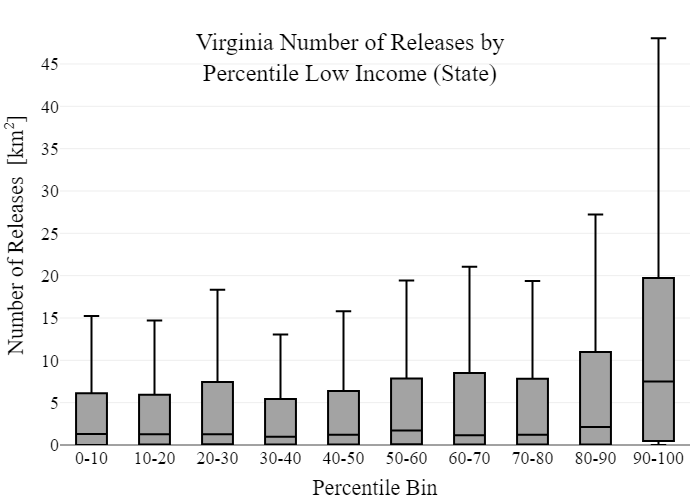 Virginia Number of Releases by
Percentile Low Income (State)
Number of Releases [km²]
45
40
35
30
25
20
15
10
5
0
0-10 10-20 20-30 30-40 40-50 50-60 60-70 70-80 80-90 90-100
Percentile Bin